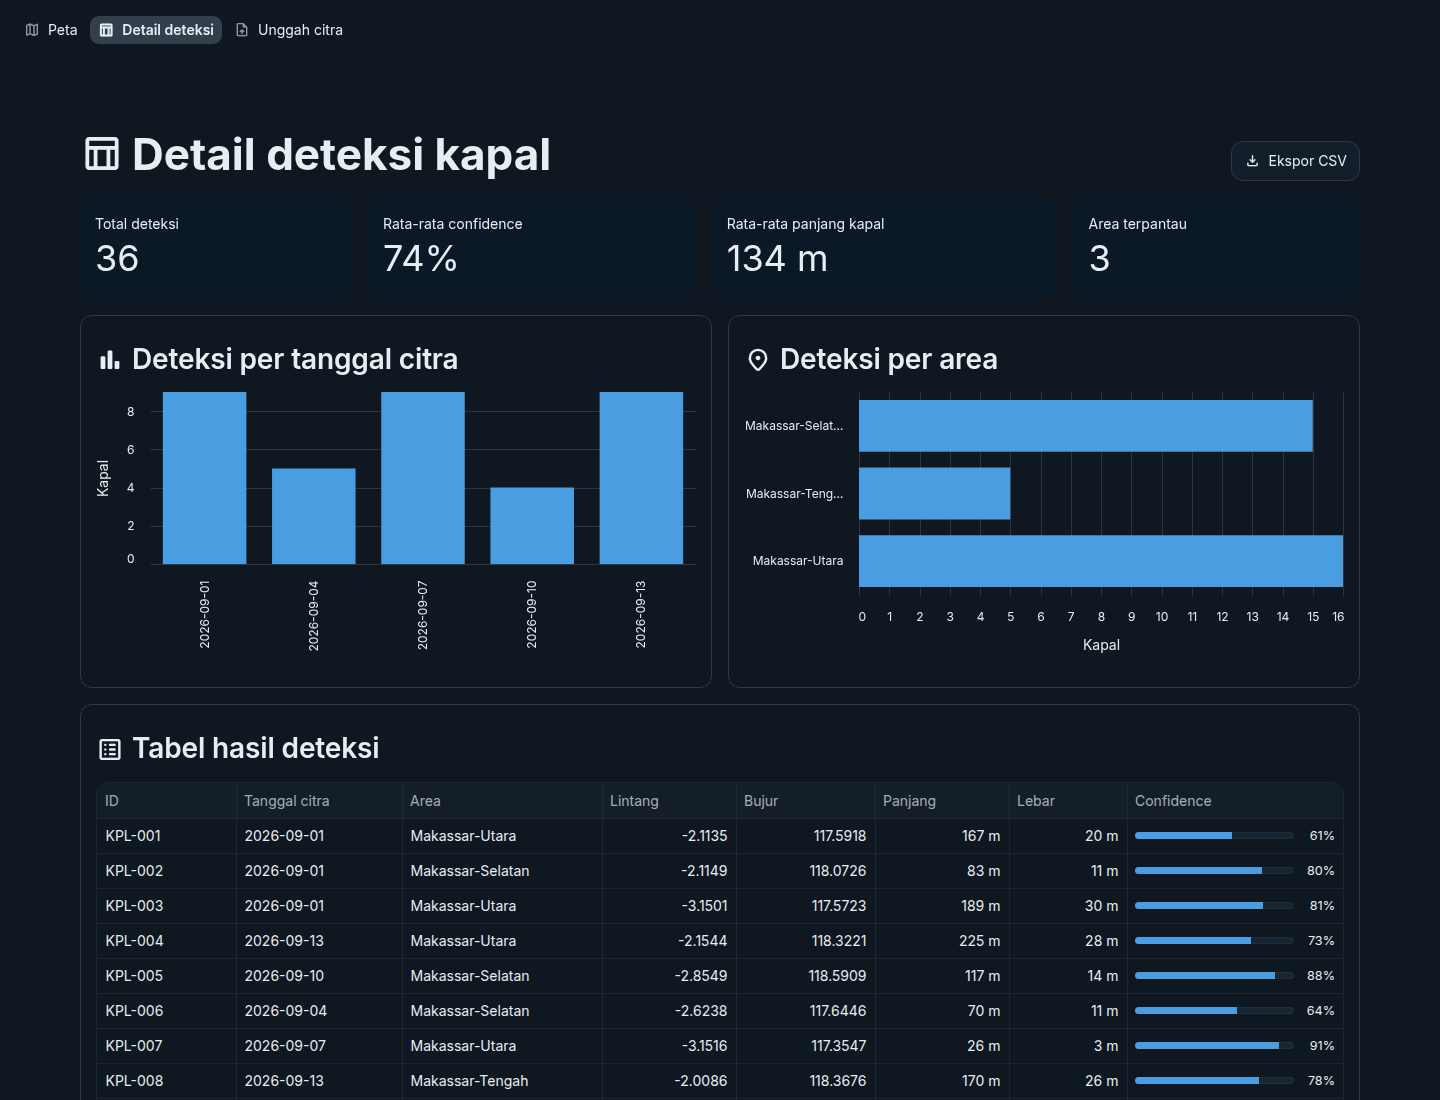 Peta
Detail deteksi
Unggah citra
Detail deteksi kapal
Ekspor CSV
Total deteksi
36
Rata-rata confidence
74%
Rata-rata panjang kapal
134 m
Area terpantau
3
Deteksi per tanggal citra
8
6
4
2
0
Kapal
2026-09-01
2026-09-04
2026-09-07
2026-09-10
2026-09-13
Deteksi per area
Makassar-Selat...
Makassar-Teng...
Makassar-Utara
0 1 2 3 4 5 6 7 8 9 10 11 12 13 14 15 16
Kapal
Tabel hasil deteksi
ID Tanggal citra Area Lintang Bujur Panjang Lebar Confidence
KPL-001 2026-09-01 Makassar-Utara -2.1135 117.5918 167 m 20 m 61%
KPL-002 2026-09-01 Makassar-Selatan -2.1149 118.0726 83 m 11 m 80%
KPL-003 2026-09-01 Makassar-Utara -3.1501 117.5723 189 m 30 m 81%
KPL-004 2026-09-13 Makassar-Utara -2.1544 118.3221 225 m 28 m 73%
KPL-005 2026-09-10 Makassar-Selatan -2.8549 118.5909 117 m 14 m 88%
KPL-006 2026-09-04 Makassar-Selatan -2.6238 117.6446 70 m 11 m 64%
KPL-007 2026-09-07 Makassar-Utara -3.1516 117.3547 26 m 3 m 91%
KPL-008 2026-09-13 Makassar-Tengah -2.0086 118.3676 170 m 26 m 78%